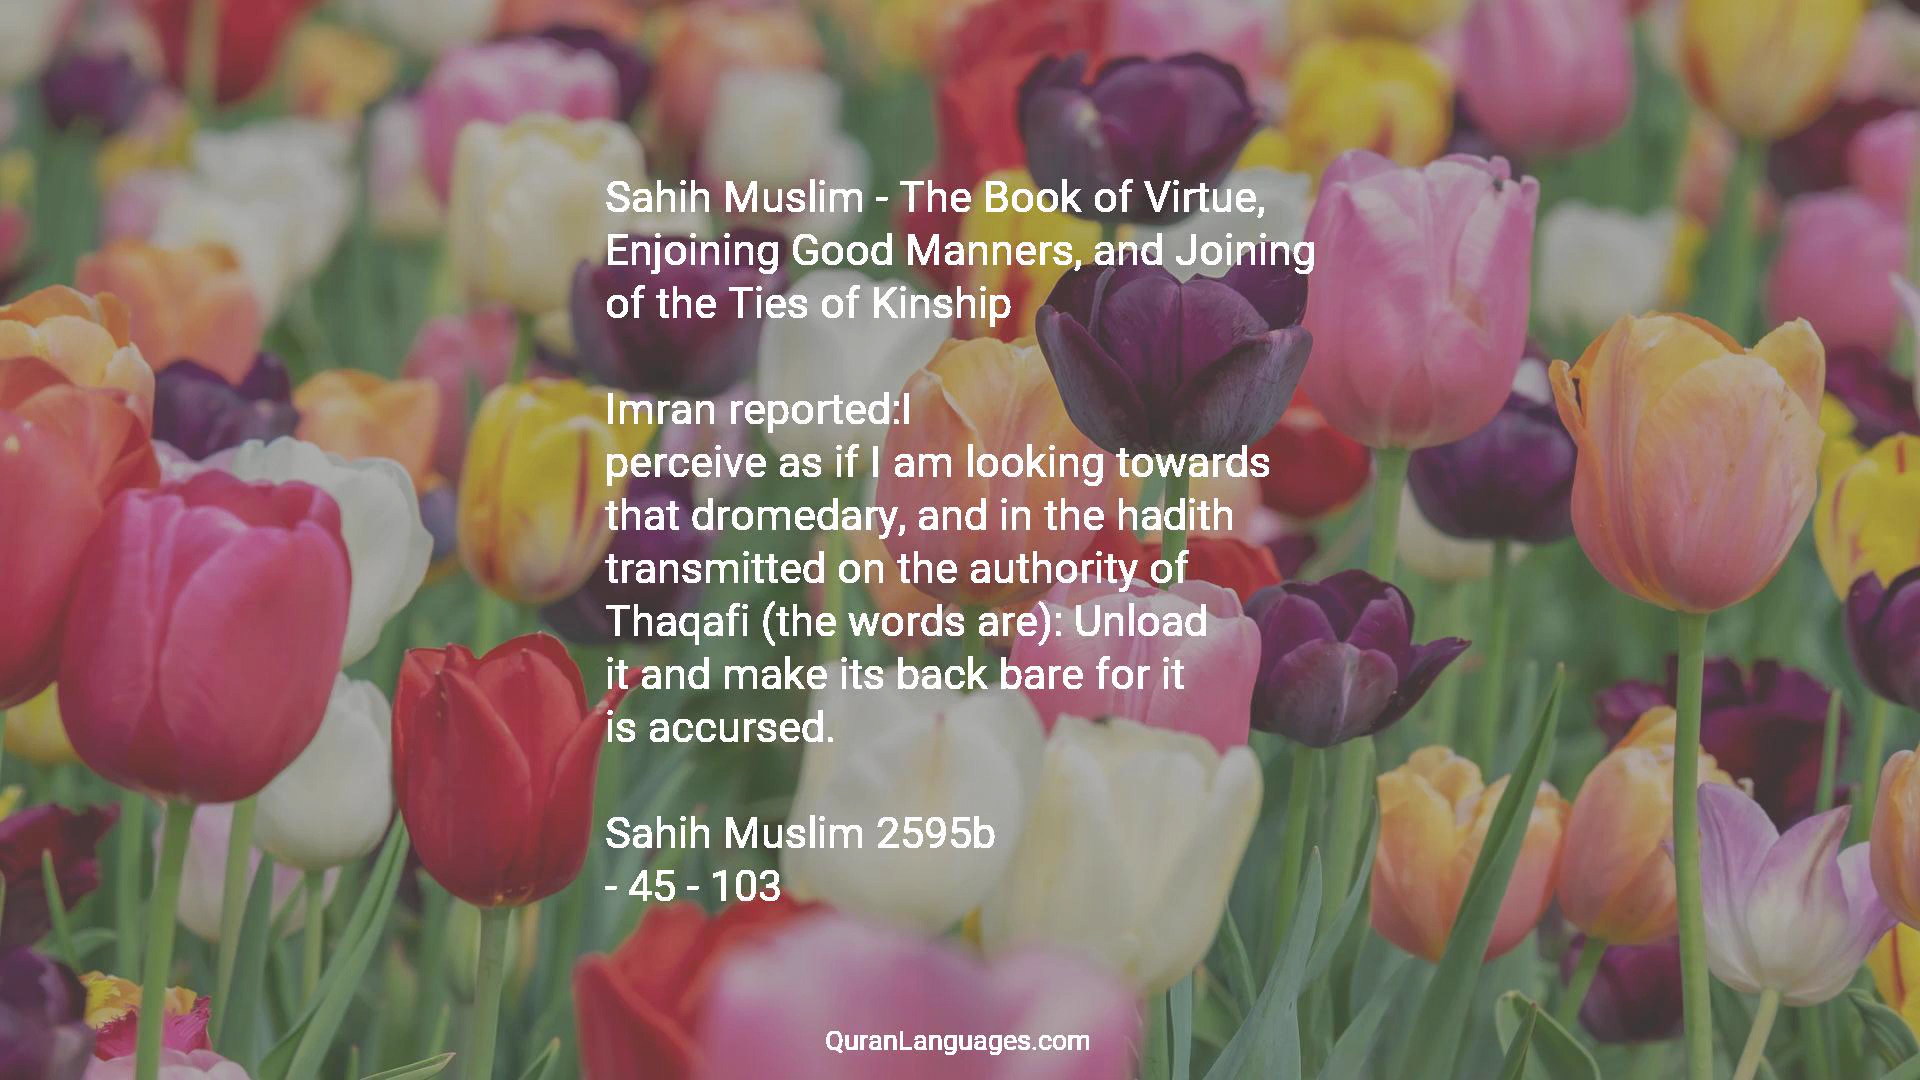 Sahih Muslim - The Book of Virtue,
Enjoining Good Manners, and Joining
of the Ties of Kinship
Imran reported:I
perceive as if I am looking towards
that dromedary, and in the hadith
transmitted on the authority of
Thaqafi (the words are): Unload
it and make its back bare for it
is accursed.
Sahih Muslim 2595b
- 45 - 103
QuranLanguages.com